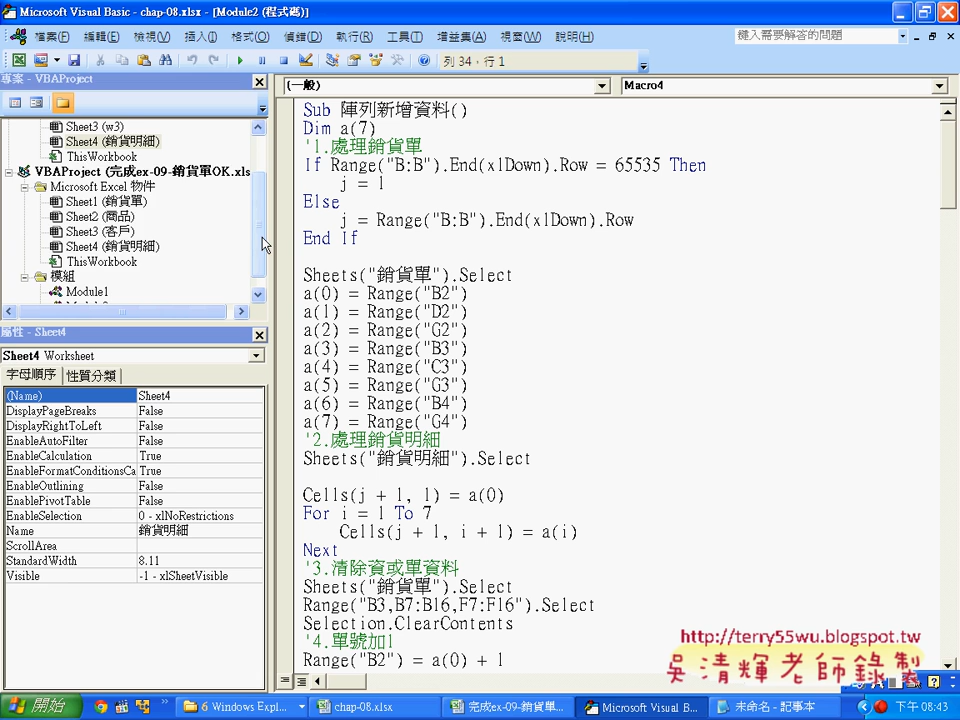 Microsoft Visual Basic - chap-08.xlsx - [Module2 (程式碼)]
檔案(F) 編輯(E) 檢視(V) 插入(I) 格式(O) 偵錯(D) 執行(R) 工具(T) 增益集(A) 視窗(W) 說明(H) 鍵入需要解答的問題
列 34，行 1
專案 - VBAProject
Sheet3 (w3)
Sheet4 (銷貨明細)
ThisWorkbook
VBAProject (完成ex-09-銷貨單OK.xls
Microsoft Excel 物件
Sheet1 (銷貨單)
Sheet2 (商品)
Sheet3 (客戶)
Sheet4 (銷貨明細)
ThisWorkbook
模組
Module1
屬性 - Sheet4
Sheet4 Worksheet
字母順序 性質分類
(Name) Sheet4
DisplayPageBreaks False
DisplayRightToLeft False
EnableAutoFilter False
EnableCalculation True
EnableFormatConditionsCa True
EnableOutlining False
EnablePivotTable False
EnableSelection 0 - xlNoRestrictions
Name 銷貨明細
ScrollArea
StandardWidth 8.11
Visible -1 - xlSheetVisible
(一般) Macro4
Sub 陣列新增資料()
Dim a(7)
'1.處理銷貨單
If Range("B:B").End(xlDown).Row = 65535 Then
j = 1
Else
j = Range("B:B").End(xlDown).Row
End If
Sheets("銷貨單").Select
a(0) = Range("B2")
a(1) = Range("D2")
a(2) = Range("G2")
a(3) = Range("B3")
a(4) = Range("C3")
a(5) = Range("G3")
a(6) = Range("B4")
a(7) = Range("G4")
'2.處理銷貨明細
Sheets("銷貨明細").Select
Cells(j + 1, 1) = a(0)
For i = 1 To 7
Cells(j + 1, i + 1) = a(i)
Next
'3.清除資或單資料
Sheets("銷貨單").Select
Range("B3,B7:B16,F7:F16").Select
Selection.ClearContents
'4.單號加1
Range("B2") = a(0) + 1
http://terry55wu.blogspot.tw
吳清輝老師錄製
開始 6 Windows Expl... chap-08.xlsx 完成ex-09-銷貨單... Microsoft Visual B... 未命名 - 記事本 下午 08:43